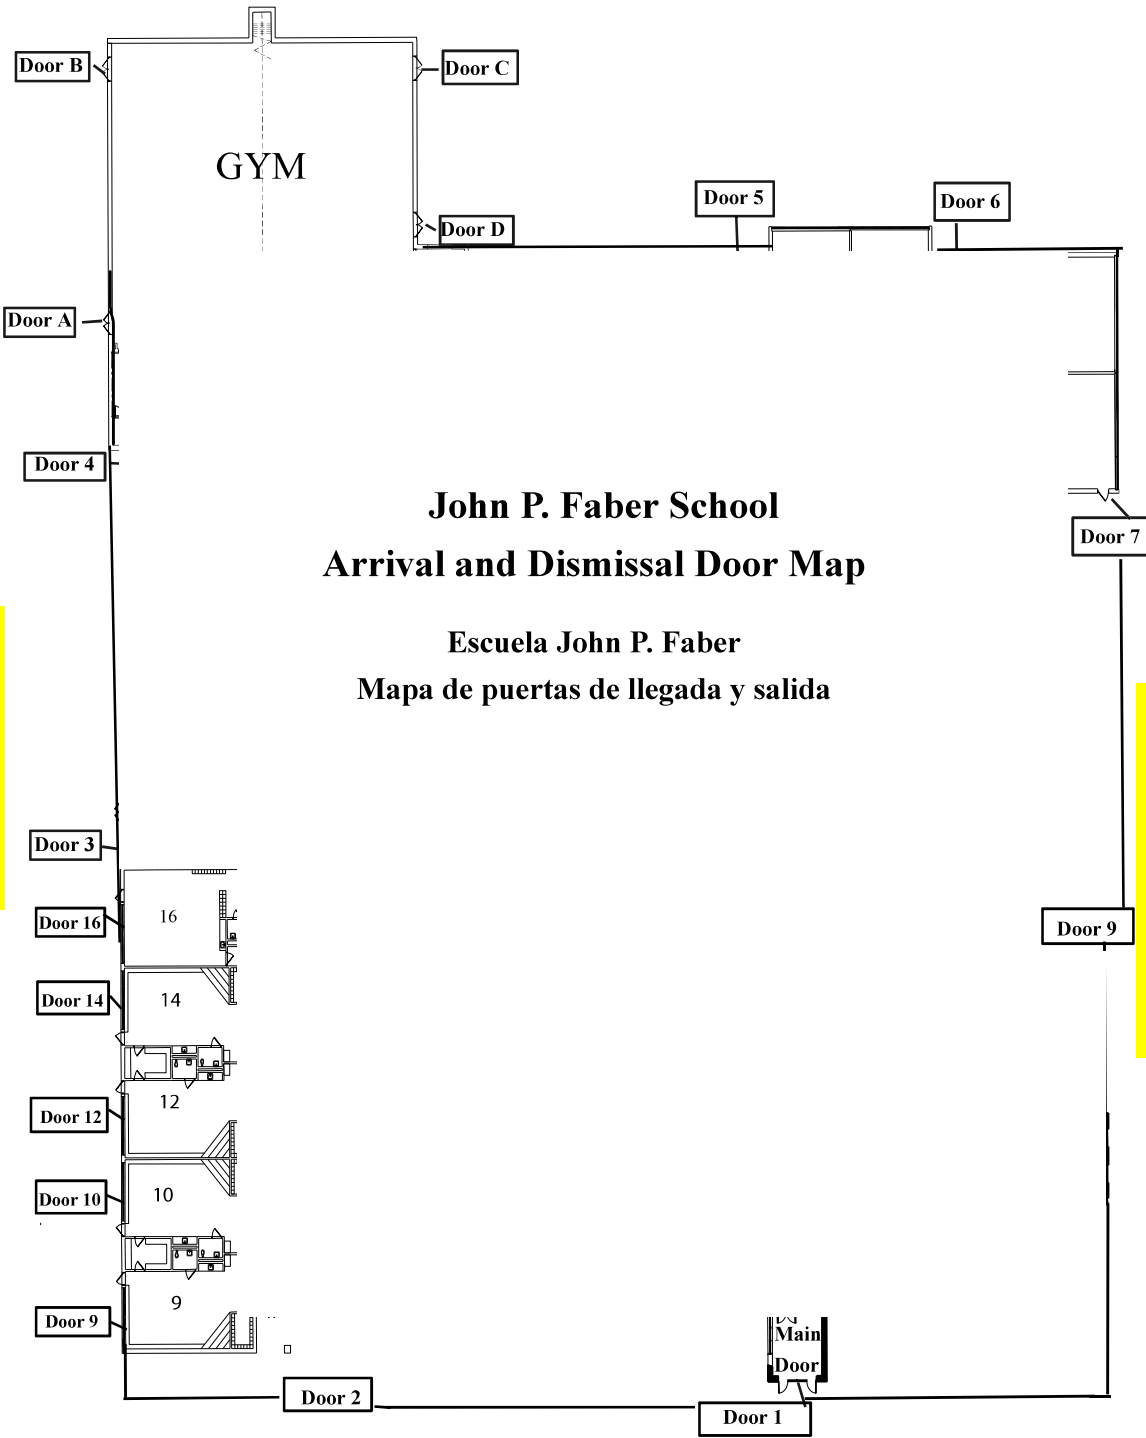 Door B
Door C
GYM
Door 5
Door 6
Door D
Door A
Door 4
John P. Faber School
Arrival and Dismissal Door Map
Door 7
Escuela John P. Faber
Mapa de puertas de llegada y salida
Door 3
Door 16
16
Door 9
Door 14
14
Door 12
12
Door 10
10
Door 9
9
Main
Door
Door 2
Door 1